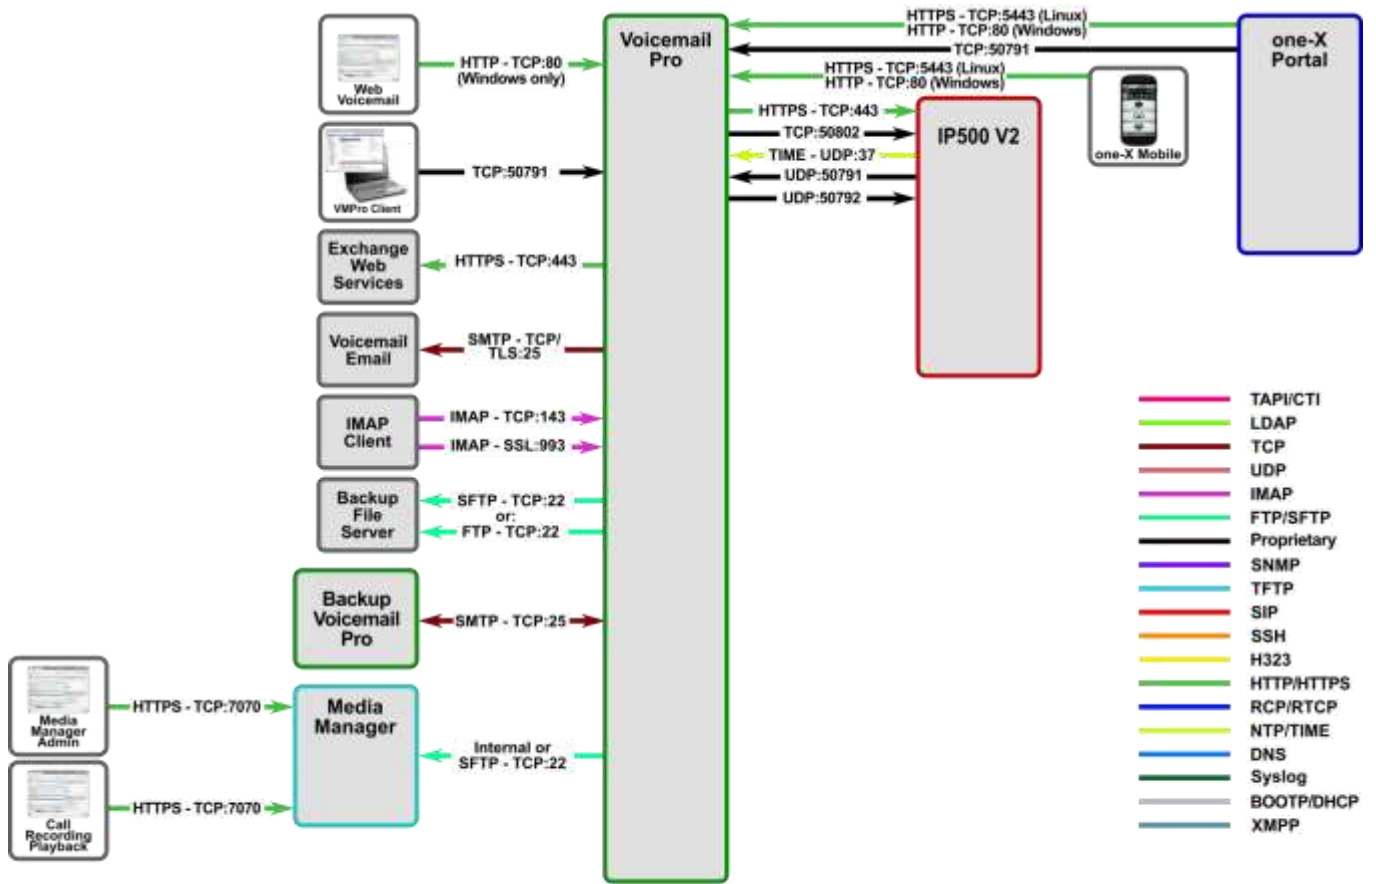 HTTPS - TCP:5443 (Linux)
HTTP - TCP:80 (Windows)
TCP:50791
HTTPS - TCP:5443 (Linux)
HTTP - TCP:80 (Windows)
Voicemail
Pro
one-X
Portal
HTTP - TCP:80
(Windows only)
Web
Voicemail
HTTPS - TCP:443
TCP:50802
TIME - UDP:37
UDP:50791
UDP:50792
IP500 V2
one-X Mobile
TCP:50791
VMPro Client
Exchange
Web
Services
HTTPS - TCP:443
Voicemail
Email
SMTP - TCP/
TLS:25
IMAP
Client
IMAP - TCP:143
IMAP - SSL:993
Backup
File
Server
SFTP - TCP:22
or:
FTP - TCP:22
Backup
Voicemail
Pro
SMTP - TCP:25
Media
Manager
Admin
HTTPS - TCP:7070
Media
Manager
Internal or
SFTP - TCP:22
Call
Recording
Playback
HTTPS - TCP:7070
TAPI/CTI
LDAP
TCP
UDP
IMAP
FTP/SFTP
Proprietary
SNMP
TFTP
SIP
SSH
H323
HTTP/HTTPS
RCP/RTCP
NTP/TIME
DNS
Syslog
BOOTP/DHCP
XMPP